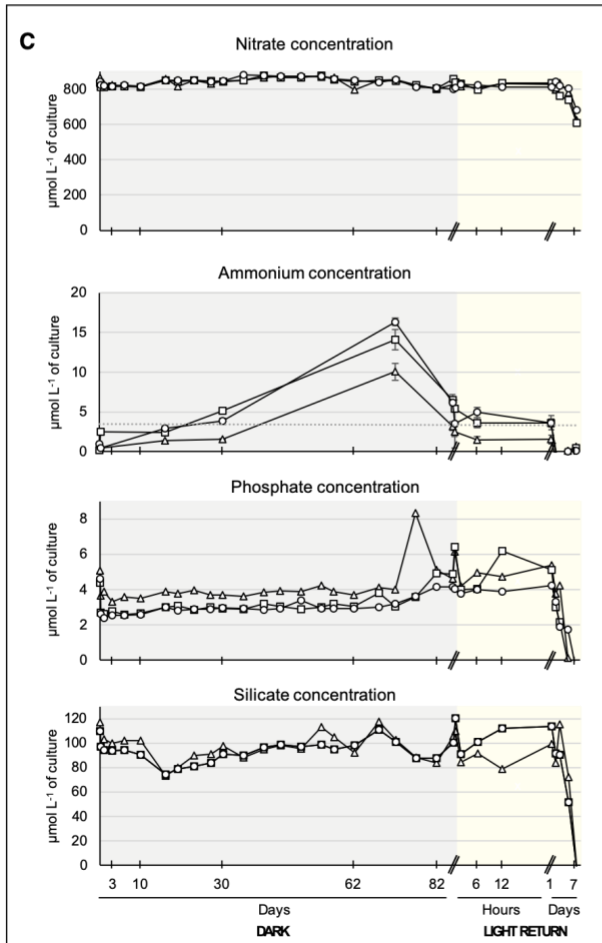 C
Nitrate concentration
µmol L⁻¹ of culture
800
600
400
200
0
Ammonium concentration
µmol L⁻¹ of culture
20
15
10
5
0
Phosphate concentration
µmol L⁻¹ of culture
8
6
4
2
0
Silicate concentration
µmol L⁻¹ of culture
120
100
80
60
40
20
0
3 10 30 62 82 6 12 1 7
Days Hours Days
DARK LIGHT RETURN